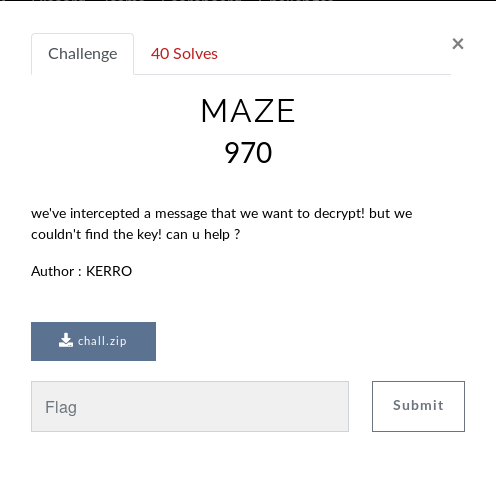 Challenge
40 Solves
×
MAZE
970
we've intercepted a message that we want to decrypt! but we
couldn't find the key! can u help ?
Author : KERRO
chall.zip
Flag
Submit